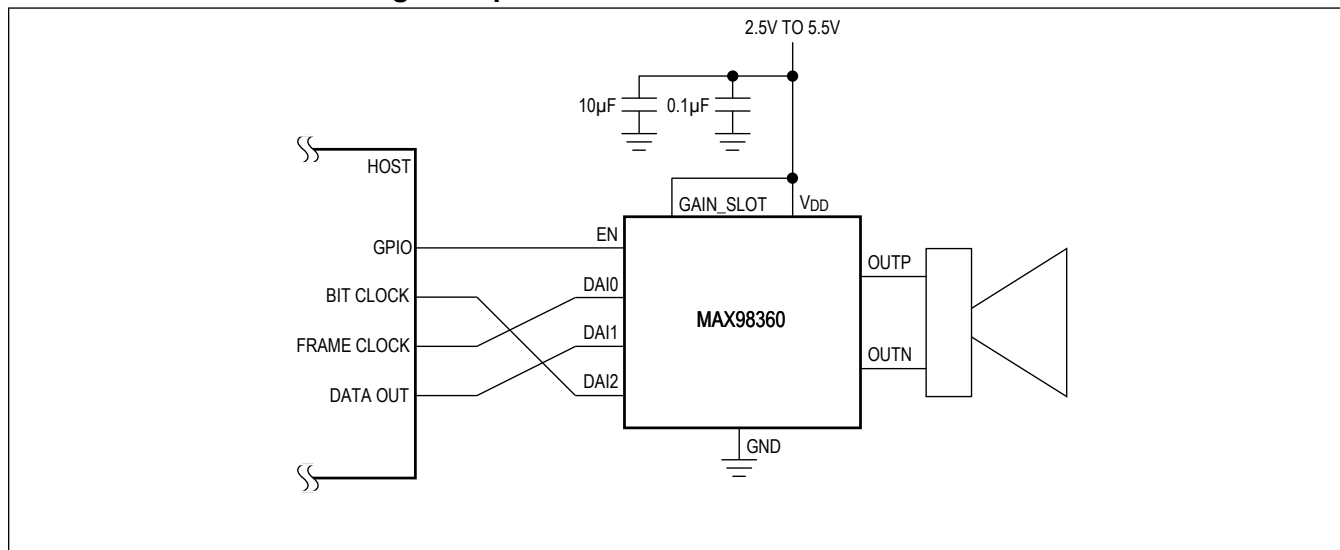 2.5V TO 5.5V
10µF
0.1µF
HOST
GAIN_SLOT
VDD
GPIO
EN
OUTP
BIT CLOCK
DAI0
MAX98360
FRAME CLOCK
DAI1
OUTN
DATA OUT
DAI2
GND